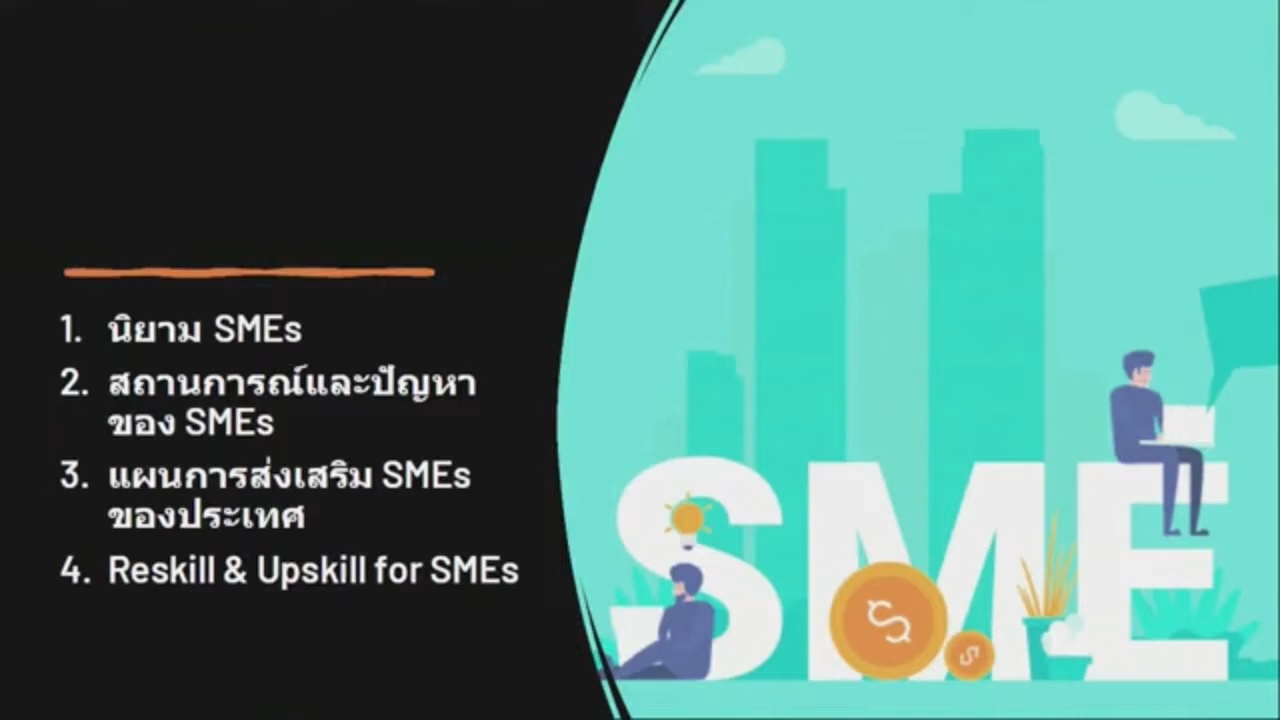 1. นิยาม SMEs
2. สถานการณ์และปัญหา
ของ SMEs
3. แผนการส่งเสริม SMEs
ของประเทศ
4. Reskill & Upskill for SMEs
SME